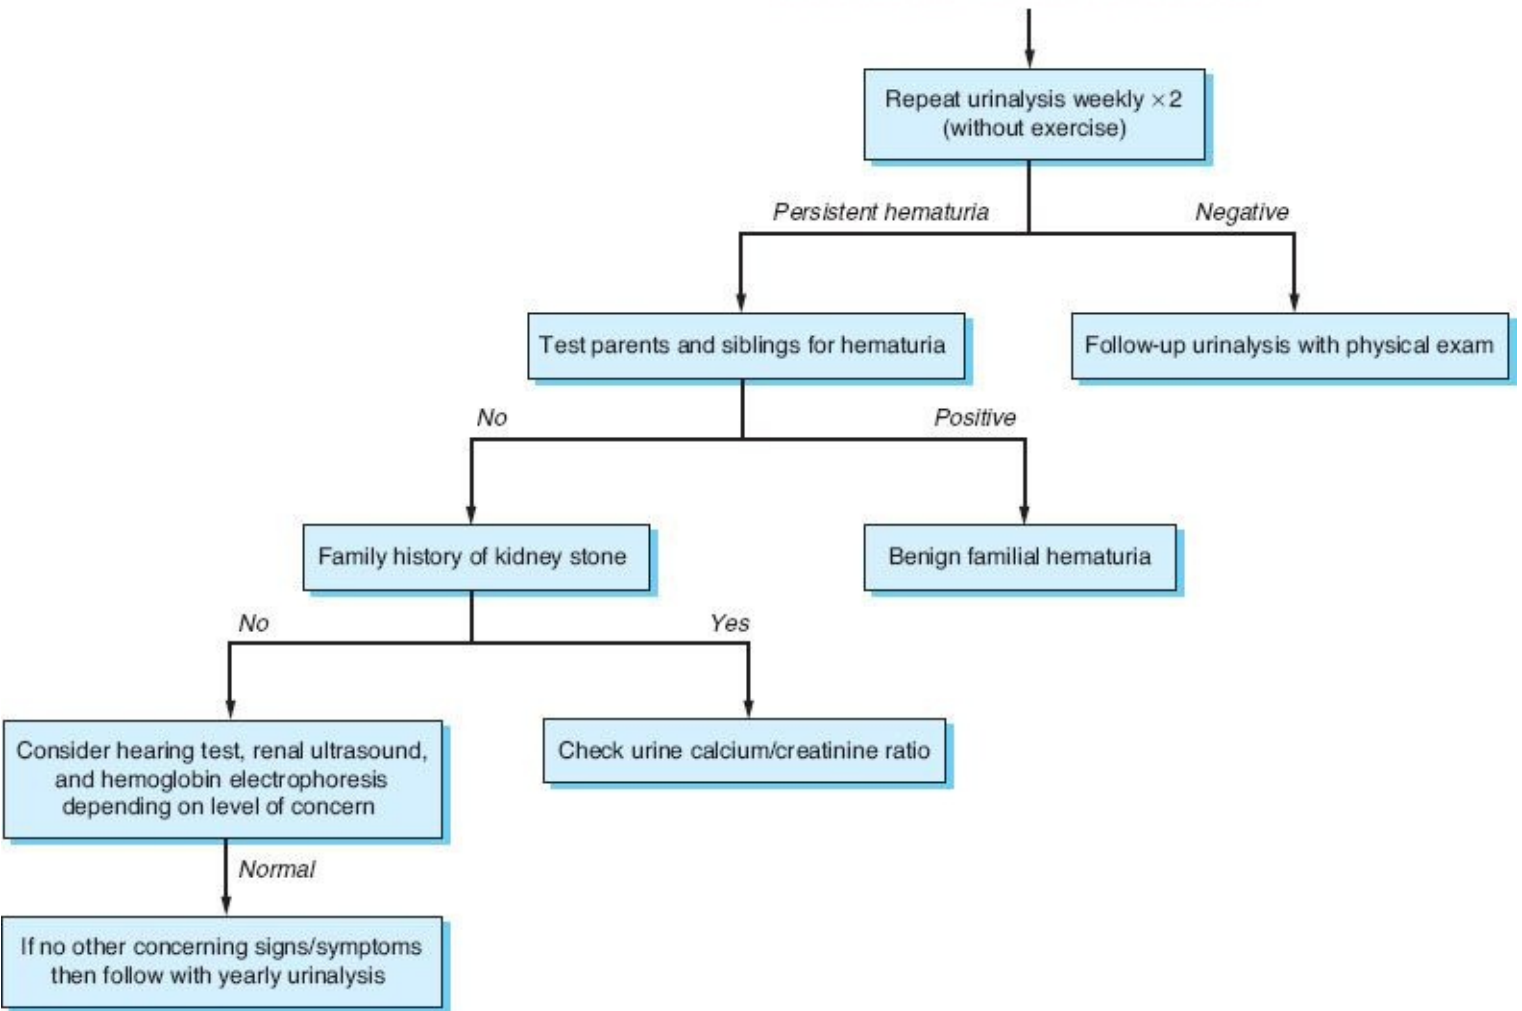 Repeat urinalysis weekly ×2
(without exercise)
Persistent hematuria
Negative
Test parents and siblings for hematuria
Follow-up urinalysis with physical exam
No
Positive
Family history of kidney stone
Benign familial hematuria
No
Yes
Consider hearing test, renal ultrasound,
and hemoglobin electrophoresis
depending on level of concern
Check urine calcium/creatinine ratio
Normal
If no other concerning signs/symptoms
then follow with yearly urinalysis